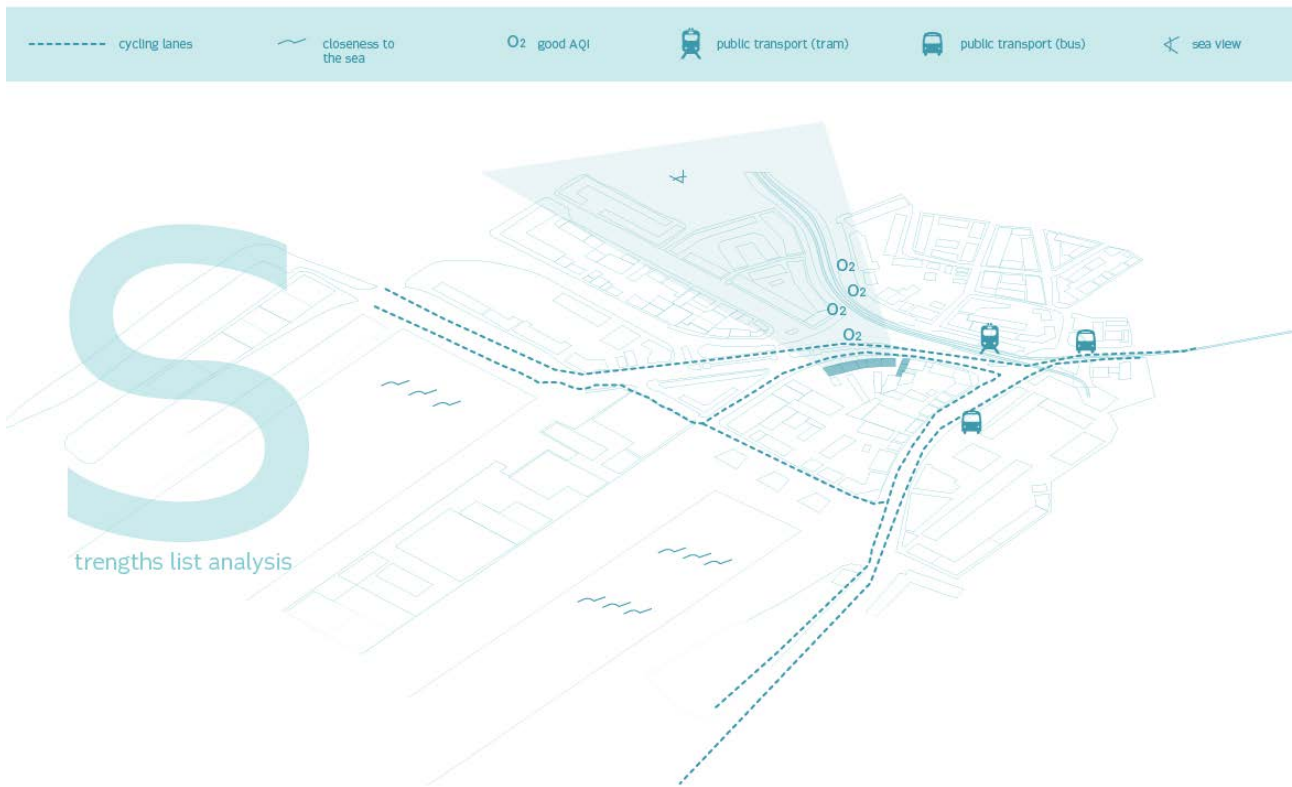 cycling lanes
closeness to
the sea
O2 good AQI
public transport (tram)
public transport (bus)
sea view
O2
O2
O2
O2
S
trengths list analysis